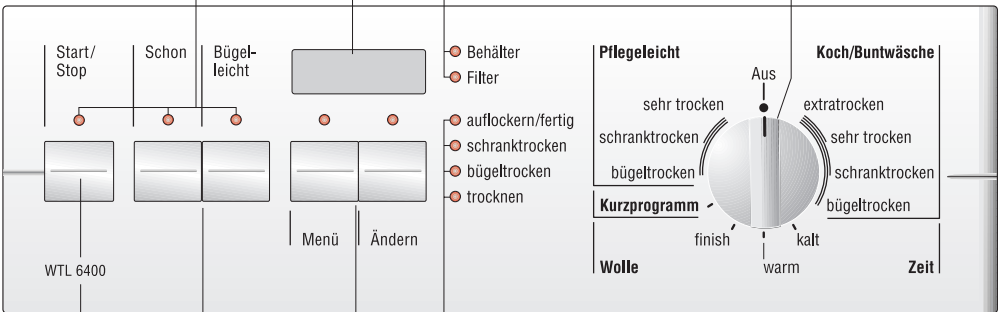 Start/
Stop
Schon
Bügel-
leicht
Behälter
Filter
auflockern/fertig
schranktrocken
bügeltrocken
trocknen
Menü
Ändern
WTL 6400
Pflegeleicht
Koch/Buntwäsche
Aus
sehr trocken
extratrocken
schranktrocken
sehr trocken
bügeltrocken
schranktrocken
Kurzprogramm
bügeltrocken
finish
kalt
Wolle
warm
Zeit